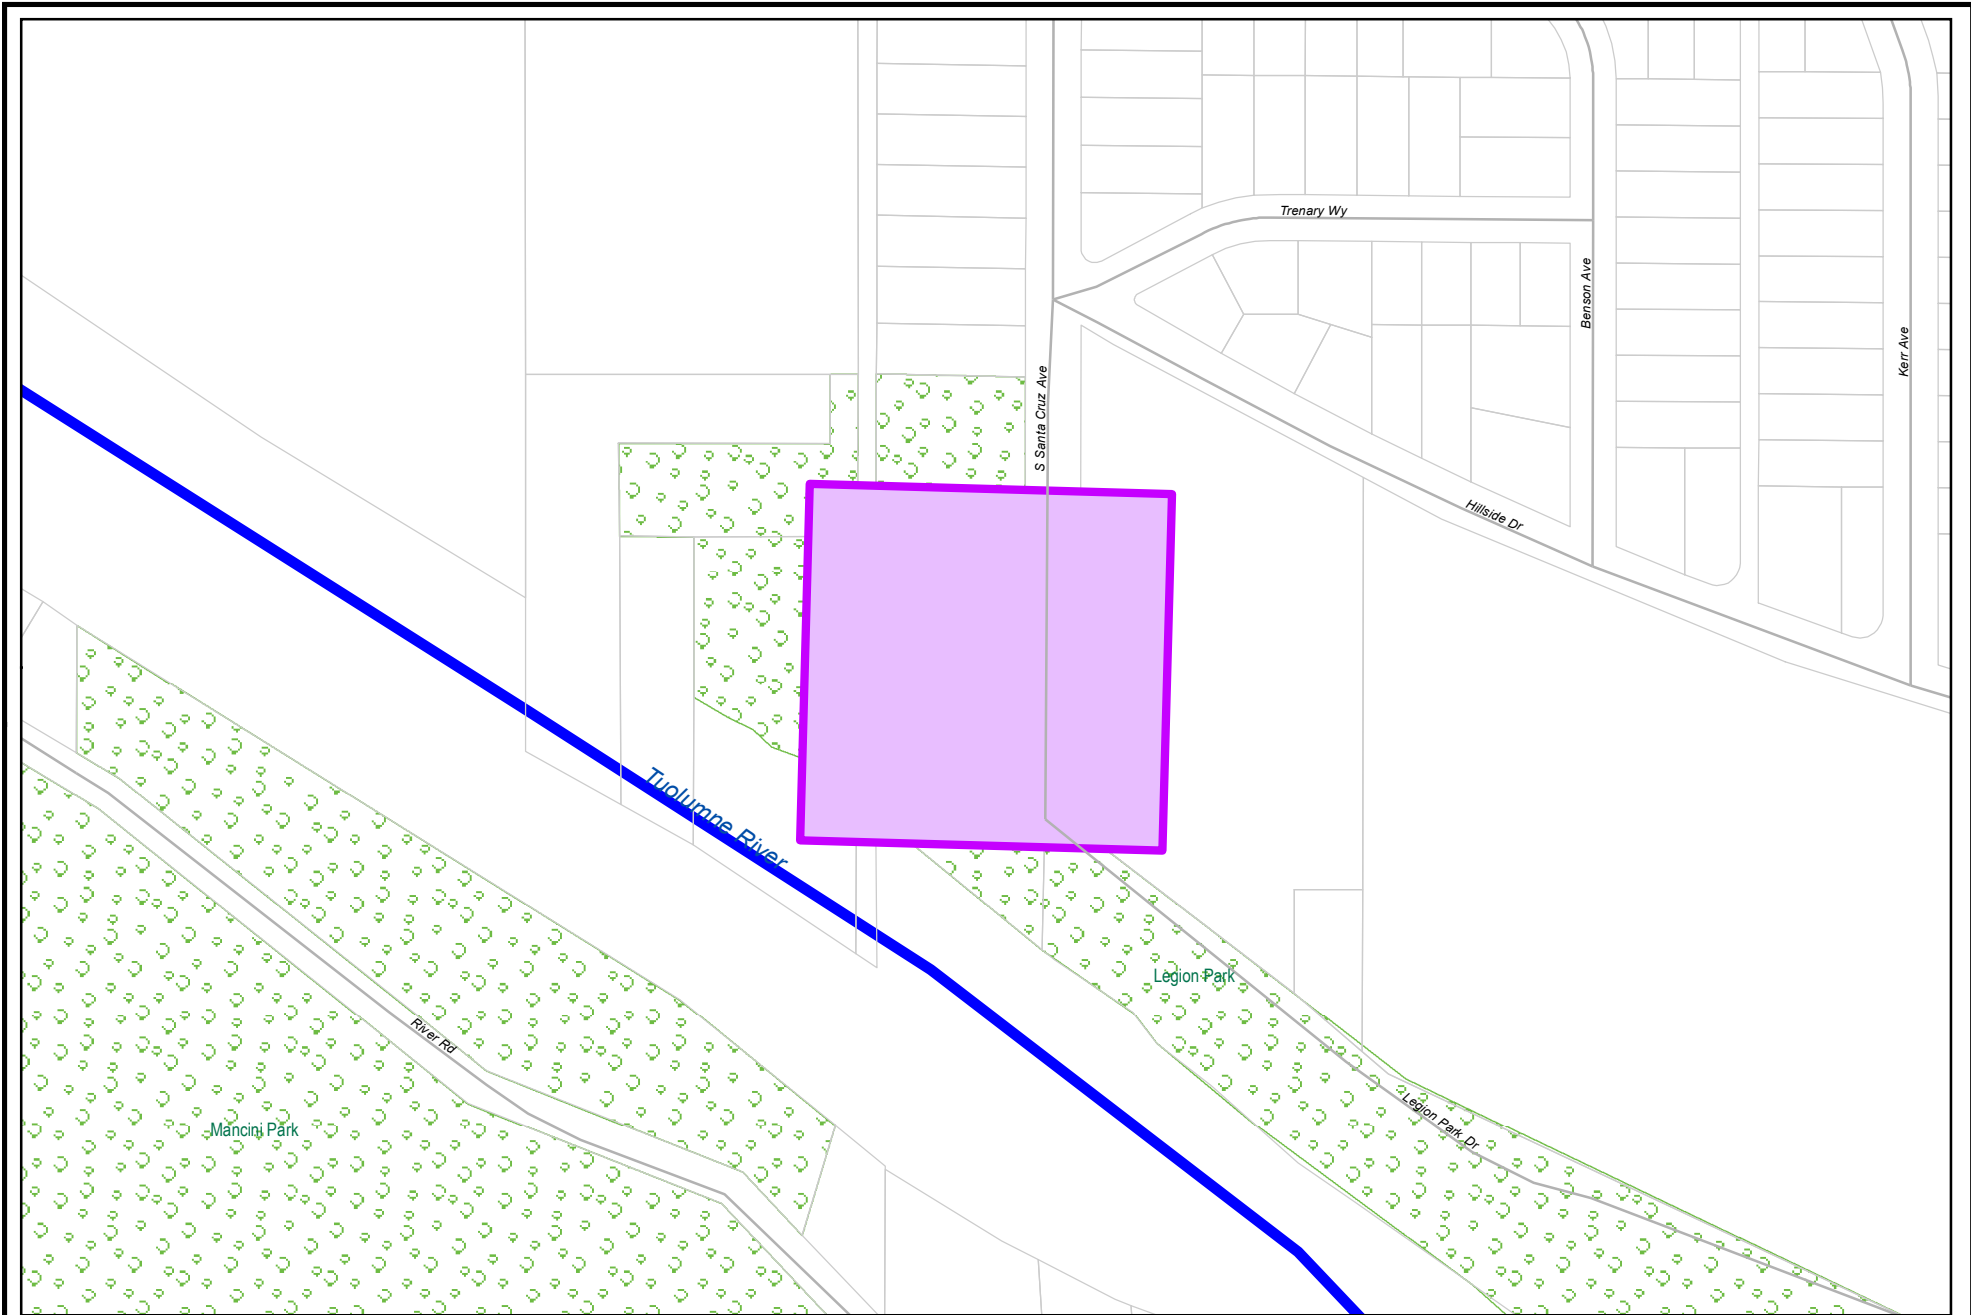 Trenary Wy
Benson Ave
Kerr Ave
S Santa Cruz Ave
Hillside Dr
Tuolumne River
Legion Park
River Rd
Legion Park Dr
Mancini Park